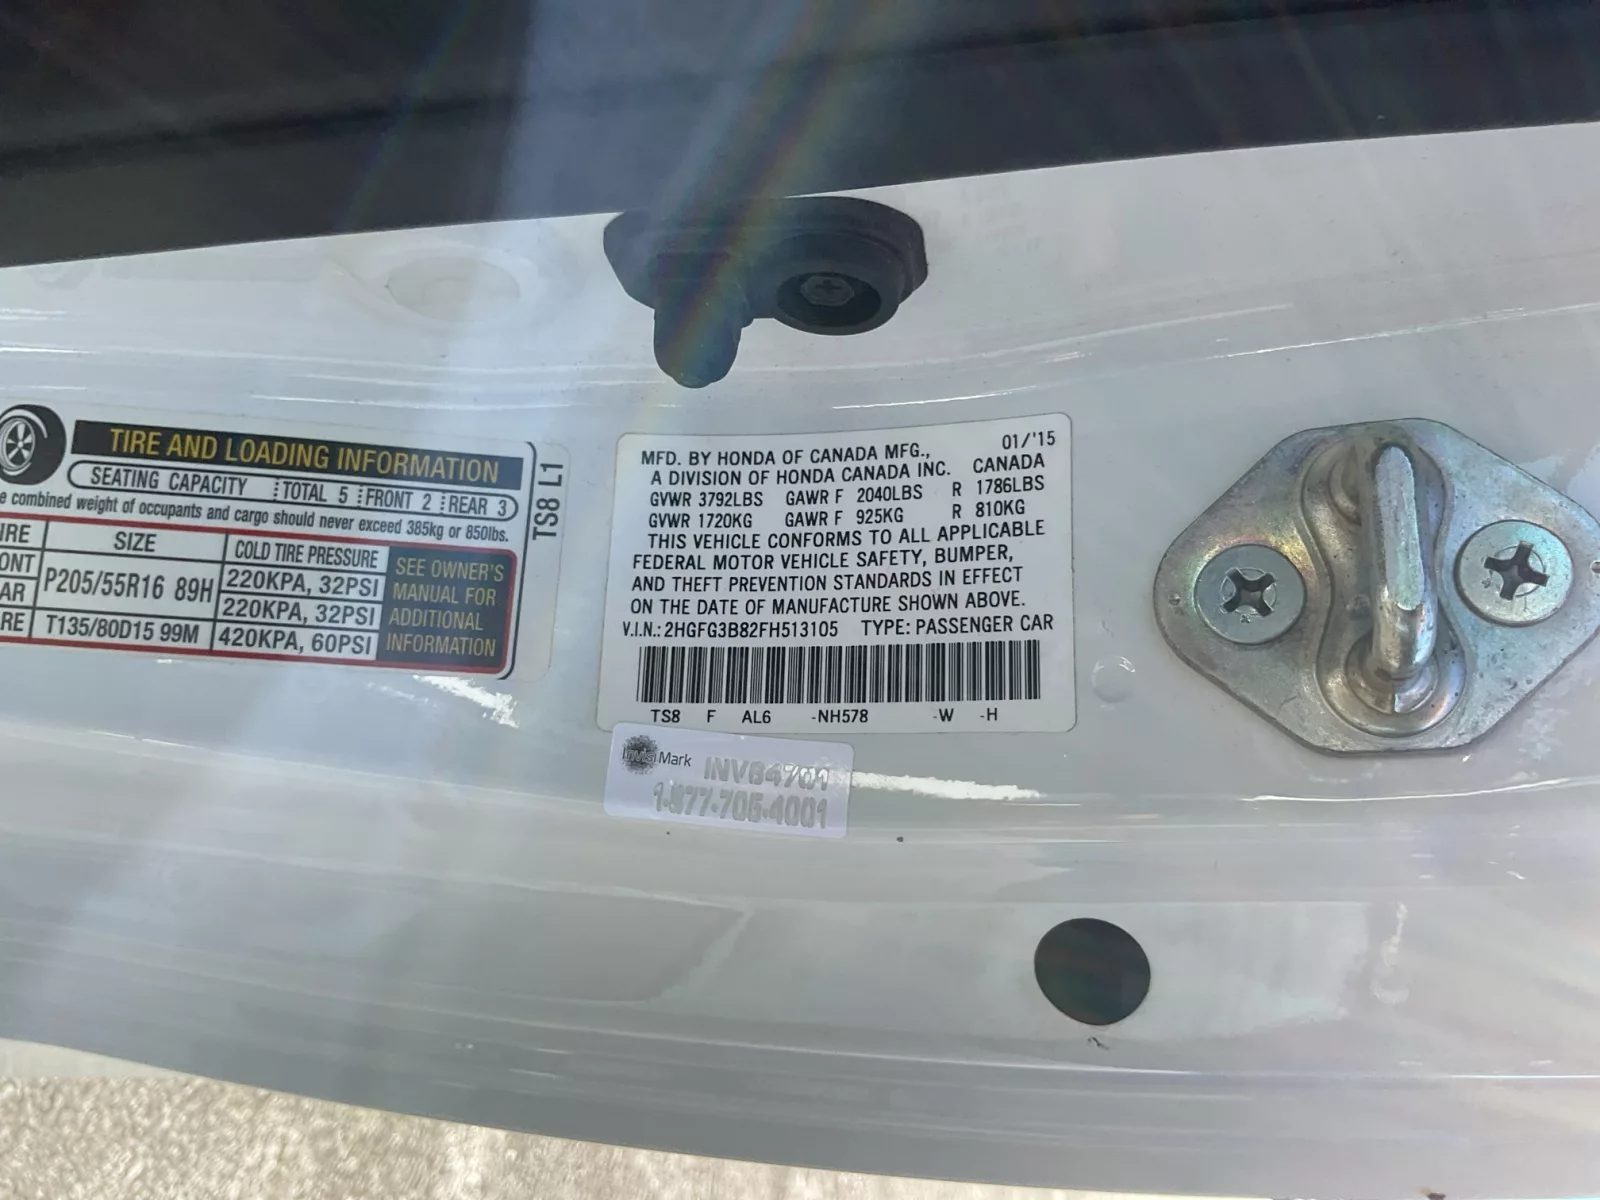 TIRE AND LOADING INFORMATION
SEATING CAPACITY TOTAL 5 FRONT 2 REAR 3
combined weight of occupants and cargo should never exceed 385kg or 850lbs.
SIZE
COLD TIRE PRESSURE
P205/55R16 89H
220KPA, 32PSI
220KPA, 32PSI
T135/80D15 99M
420KPA, 60PSI
SEE OWNER'S
MANUAL FOR
ADDITIONAL
INFORMATION
TS8 L1
MFD. BY HONDA OF CANADA MFG., 01/'15
A DIVISION OF HONDA CANADA INC. CANADA
GVWR 3792LBS GAWR F 2040LBS R 1786LBS
GVWR 1720KG GAWR F 925KG R 810KG
THIS VEHICLE CONFORMS TO ALL APPLICABLE
FEDERAL MOTOR VEHICLE SAFETY, BUMPER,
AND THEFT PREVENTION STANDARDS IN EFFECT
ON THE DATE OF MANUFACTURE SHOWN ABOVE.
V.I.N.: 2HGFG3B82FH513105 TYPE: PASSENGER CAR
TS8 F AL6 -NH578 -W -H
InvisiMark INV84701
1-877-705-4001